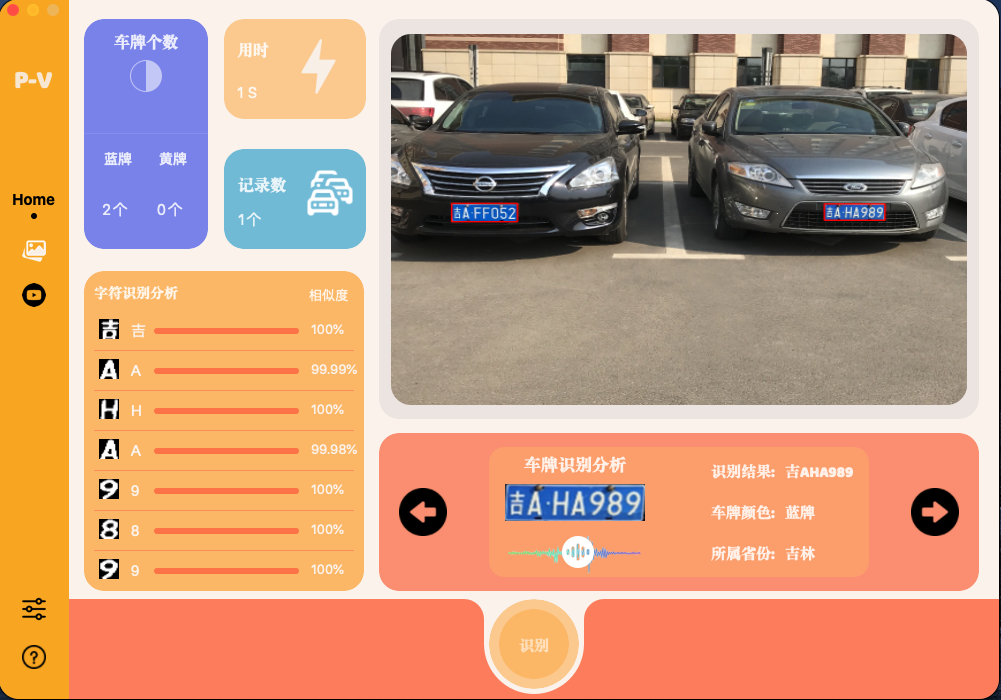 P-V
Home
车牌个数
蓝牌 黄牌
2个 0个
用时
1 S
记录数
1个
字符识别分析 相似度
吉 吉 100%
A A 99.99%
H H 100%
A A 99.98%
9 9 100%
8 8 100%
9 9 100%
吉A·FF052
吉A·HA989
车牌识别分析
吉A·HA989
识别结果: 吉AHA989
车牌颜色: 蓝牌
所属省份: 吉林
识别